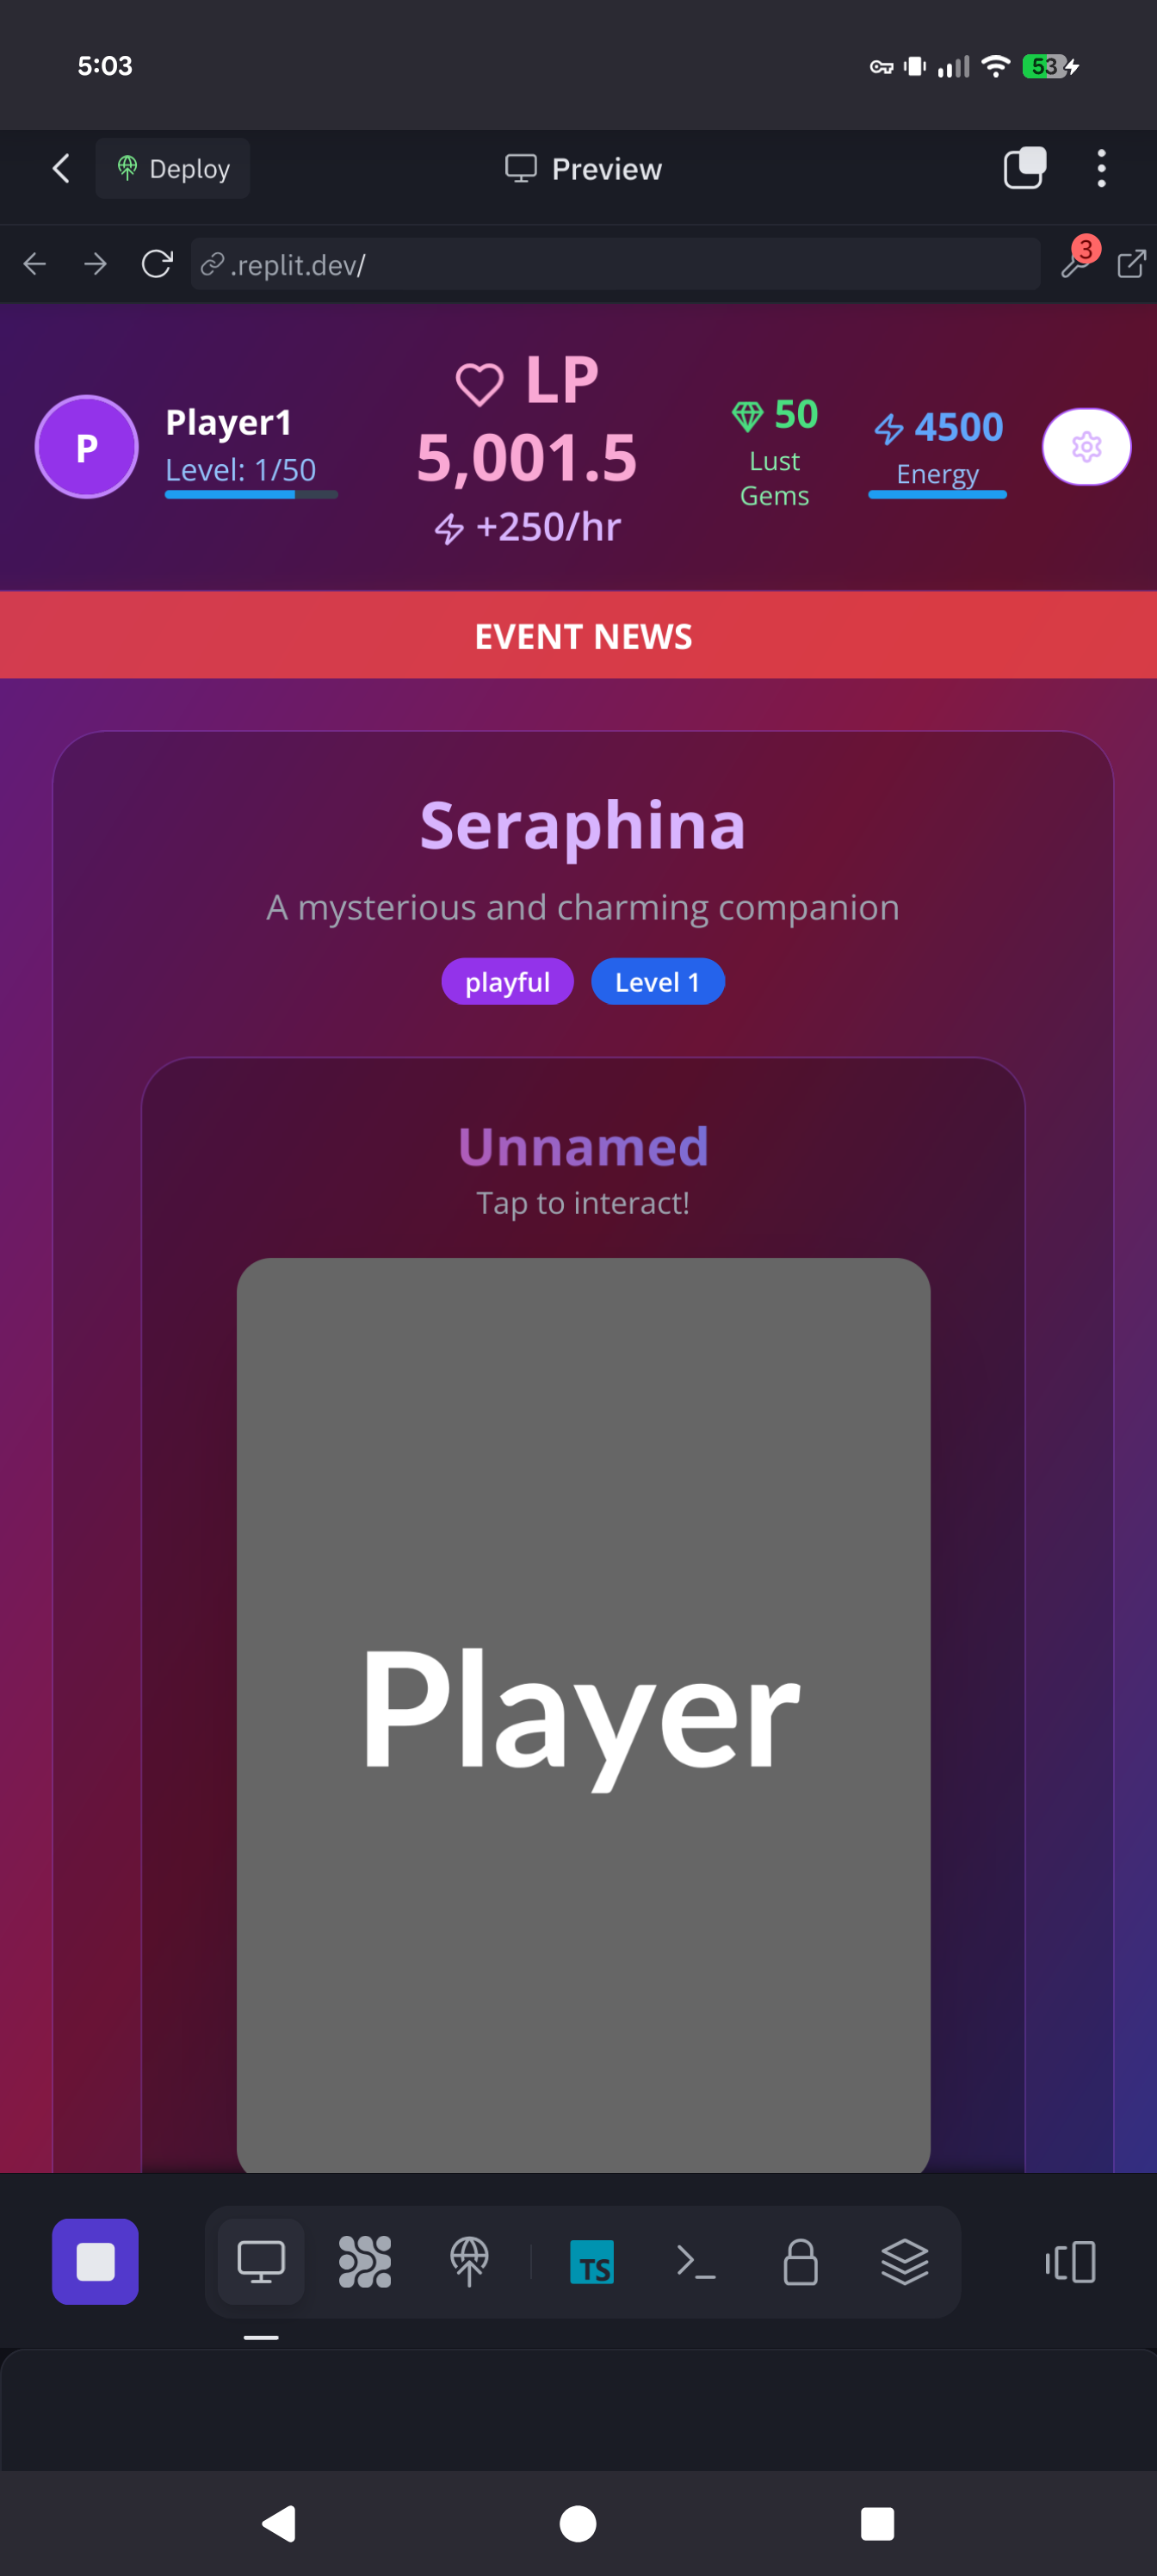 5:03
53
Deploy
Preview
.replit.dev/
3
P
Player1
Level: 1/50
LP
5,001.5
+250/hr
50
Lust
Gems
4500
Energy
EVENT NEWS
Seraphina
A mysterious and charming companion
playful
Level 1
Unnamed
Tap to interact!
Player
TS